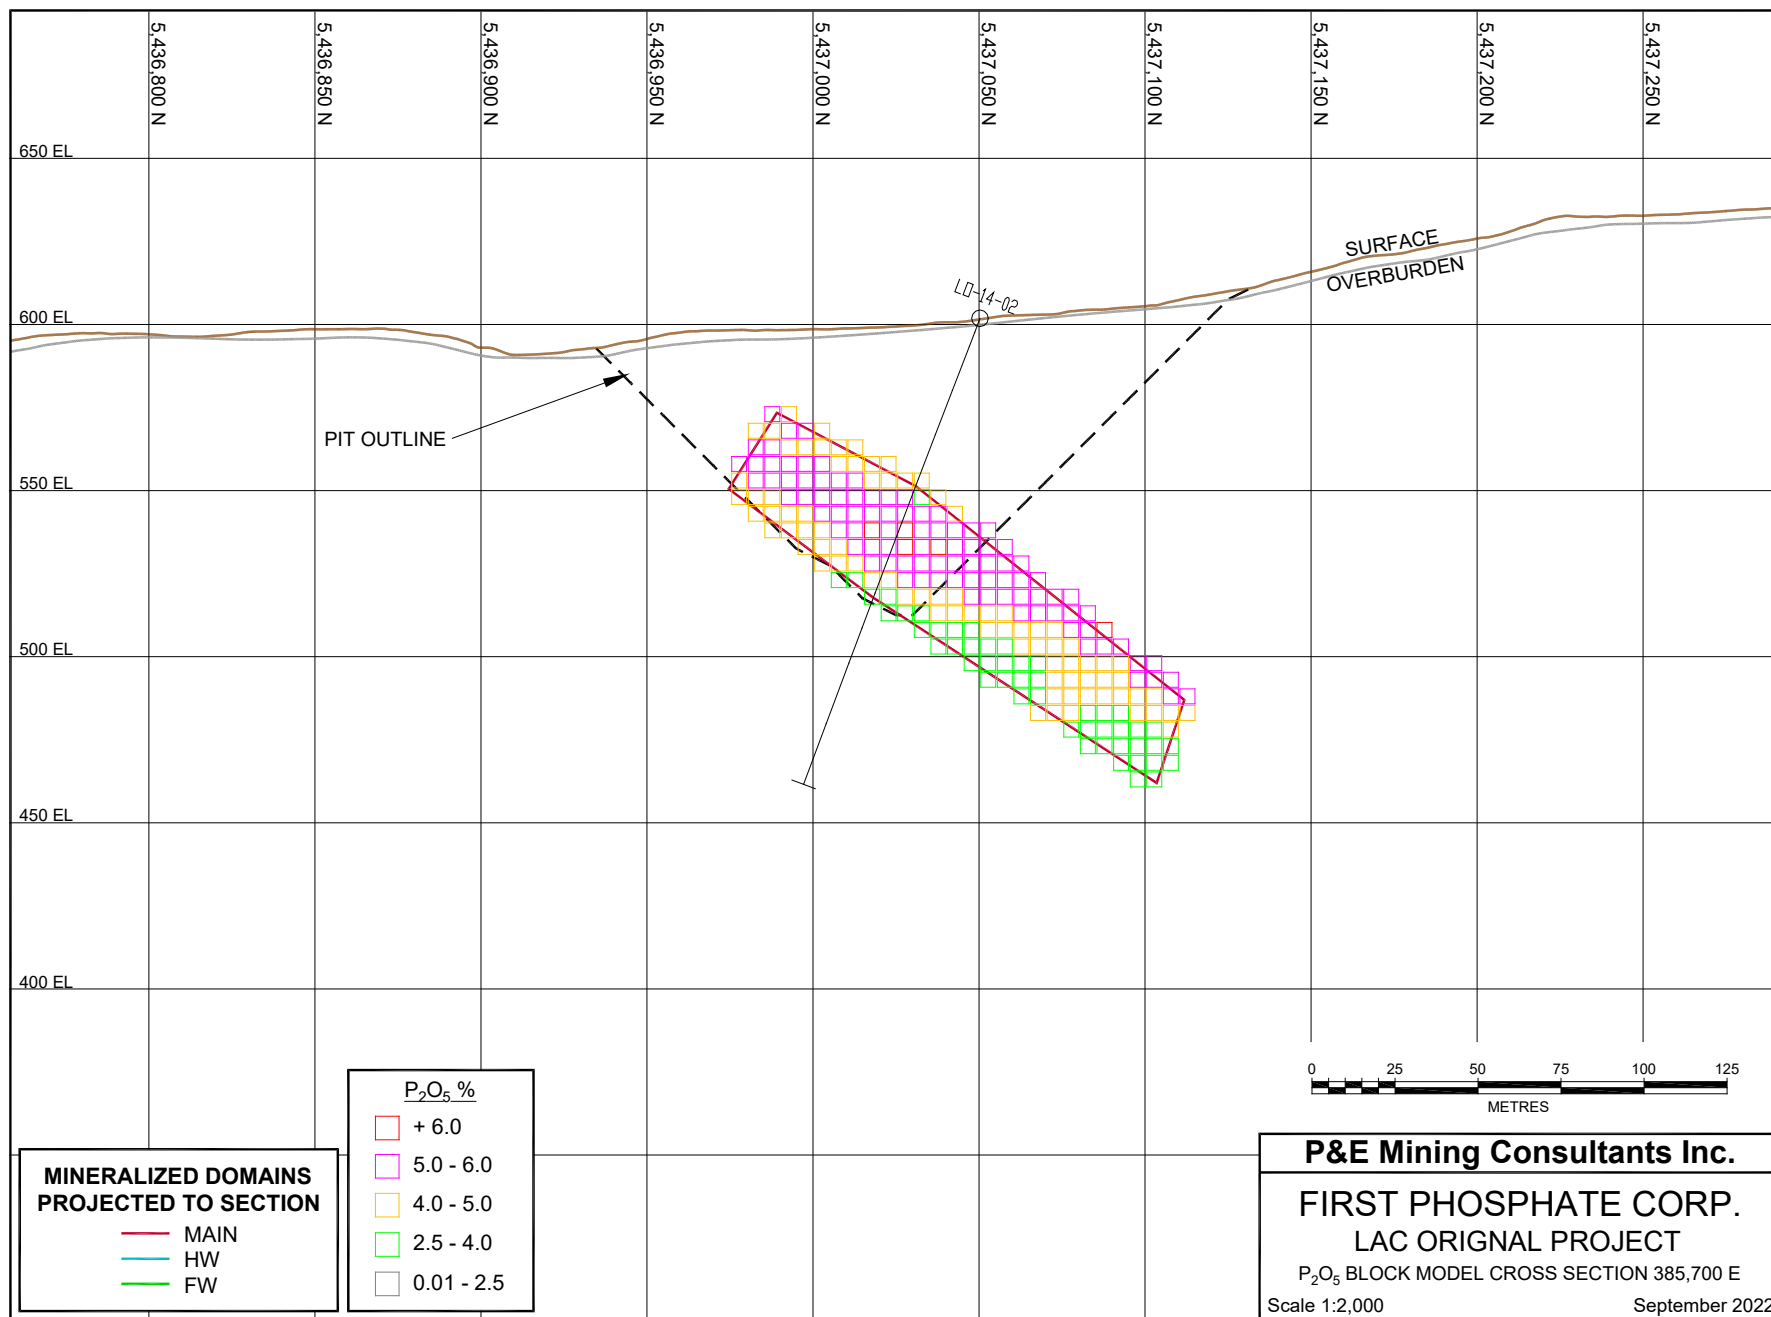 5,436,800 N
5,436,850 N
5,436,900 N
5,436,950 N
5,437,000 N
5,437,050 N
5,437,100 N
5,437,150 N
5,437,200 N
5,437,250 N
650 EL
SURFACE
OVERBURDEN
LO-14-02
600 EL
PIT OUTLINE
550 EL
500 EL
450 EL
400 EL
MINERALIZED DOMAINS
PROJECTED TO SECTION
MAIN
HW
FW
P₂O₅ %
+ 6.0
5.0 - 6.0
4.0 - 5.0
2.5 - 4.0
0.01 - 2.5
0 25 50 75 100 125
METRES
P&E Mining Consultants Inc.
FIRST PHOSPHATE CORP.
LAC ORIGNAL PROJECT
P₂O₅ BLOCK MODEL CROSS SECTION 385,700 E
Scale 1:2,000 September 2022